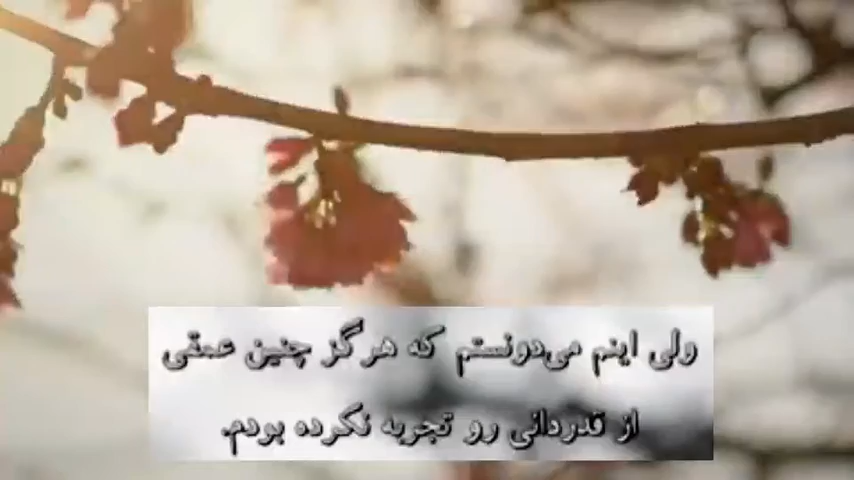 ولی اینم می‌دونستم که هرگز چنین عمقی
از قدردانی رو تجربه نکرده بودم.